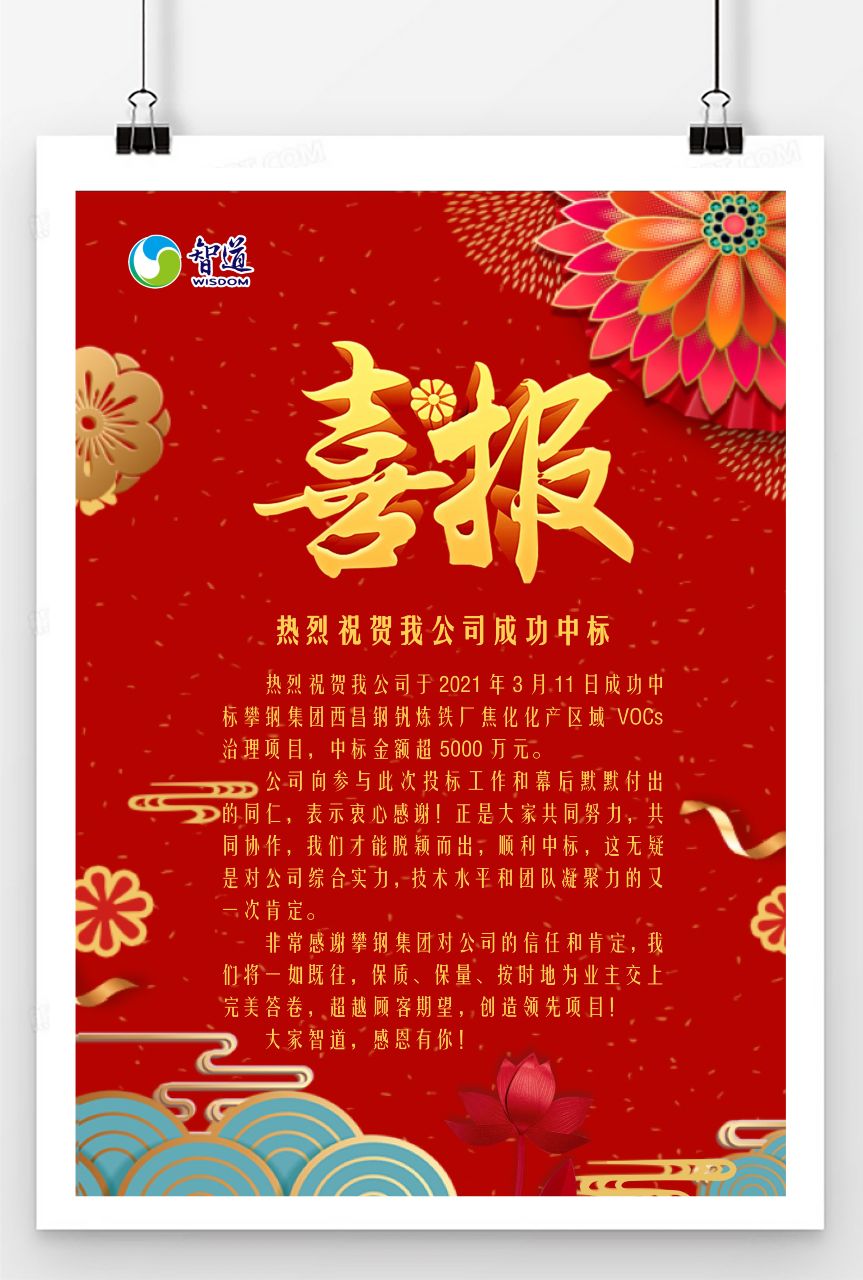 智道
WISDOM
喜报
热烈祝贺我公司成功中标
热烈祝贺我公司于2021年3月11日成功中
标攀钢集团西昌钢钒炼铁厂焦化化产区域 VOCs
治理项目，中标金额超5000万元。
公司向参与此次投标工作和幕后默默付出
的同仁，表示衷心感谢！正是大家共同努力，共
同协作，我们才能脱颖而出，顺利中标，这无疑
是对公司综合实力，技术水平和团队凝聚力的又
一次肯定。
非常感谢攀钢集团对公司的信任和肯定，我
们将一如既往，保质、保量、按时地为业主交上
完美答卷，超越顾客期望，创造领先项目！
大家智道，感恩有你！